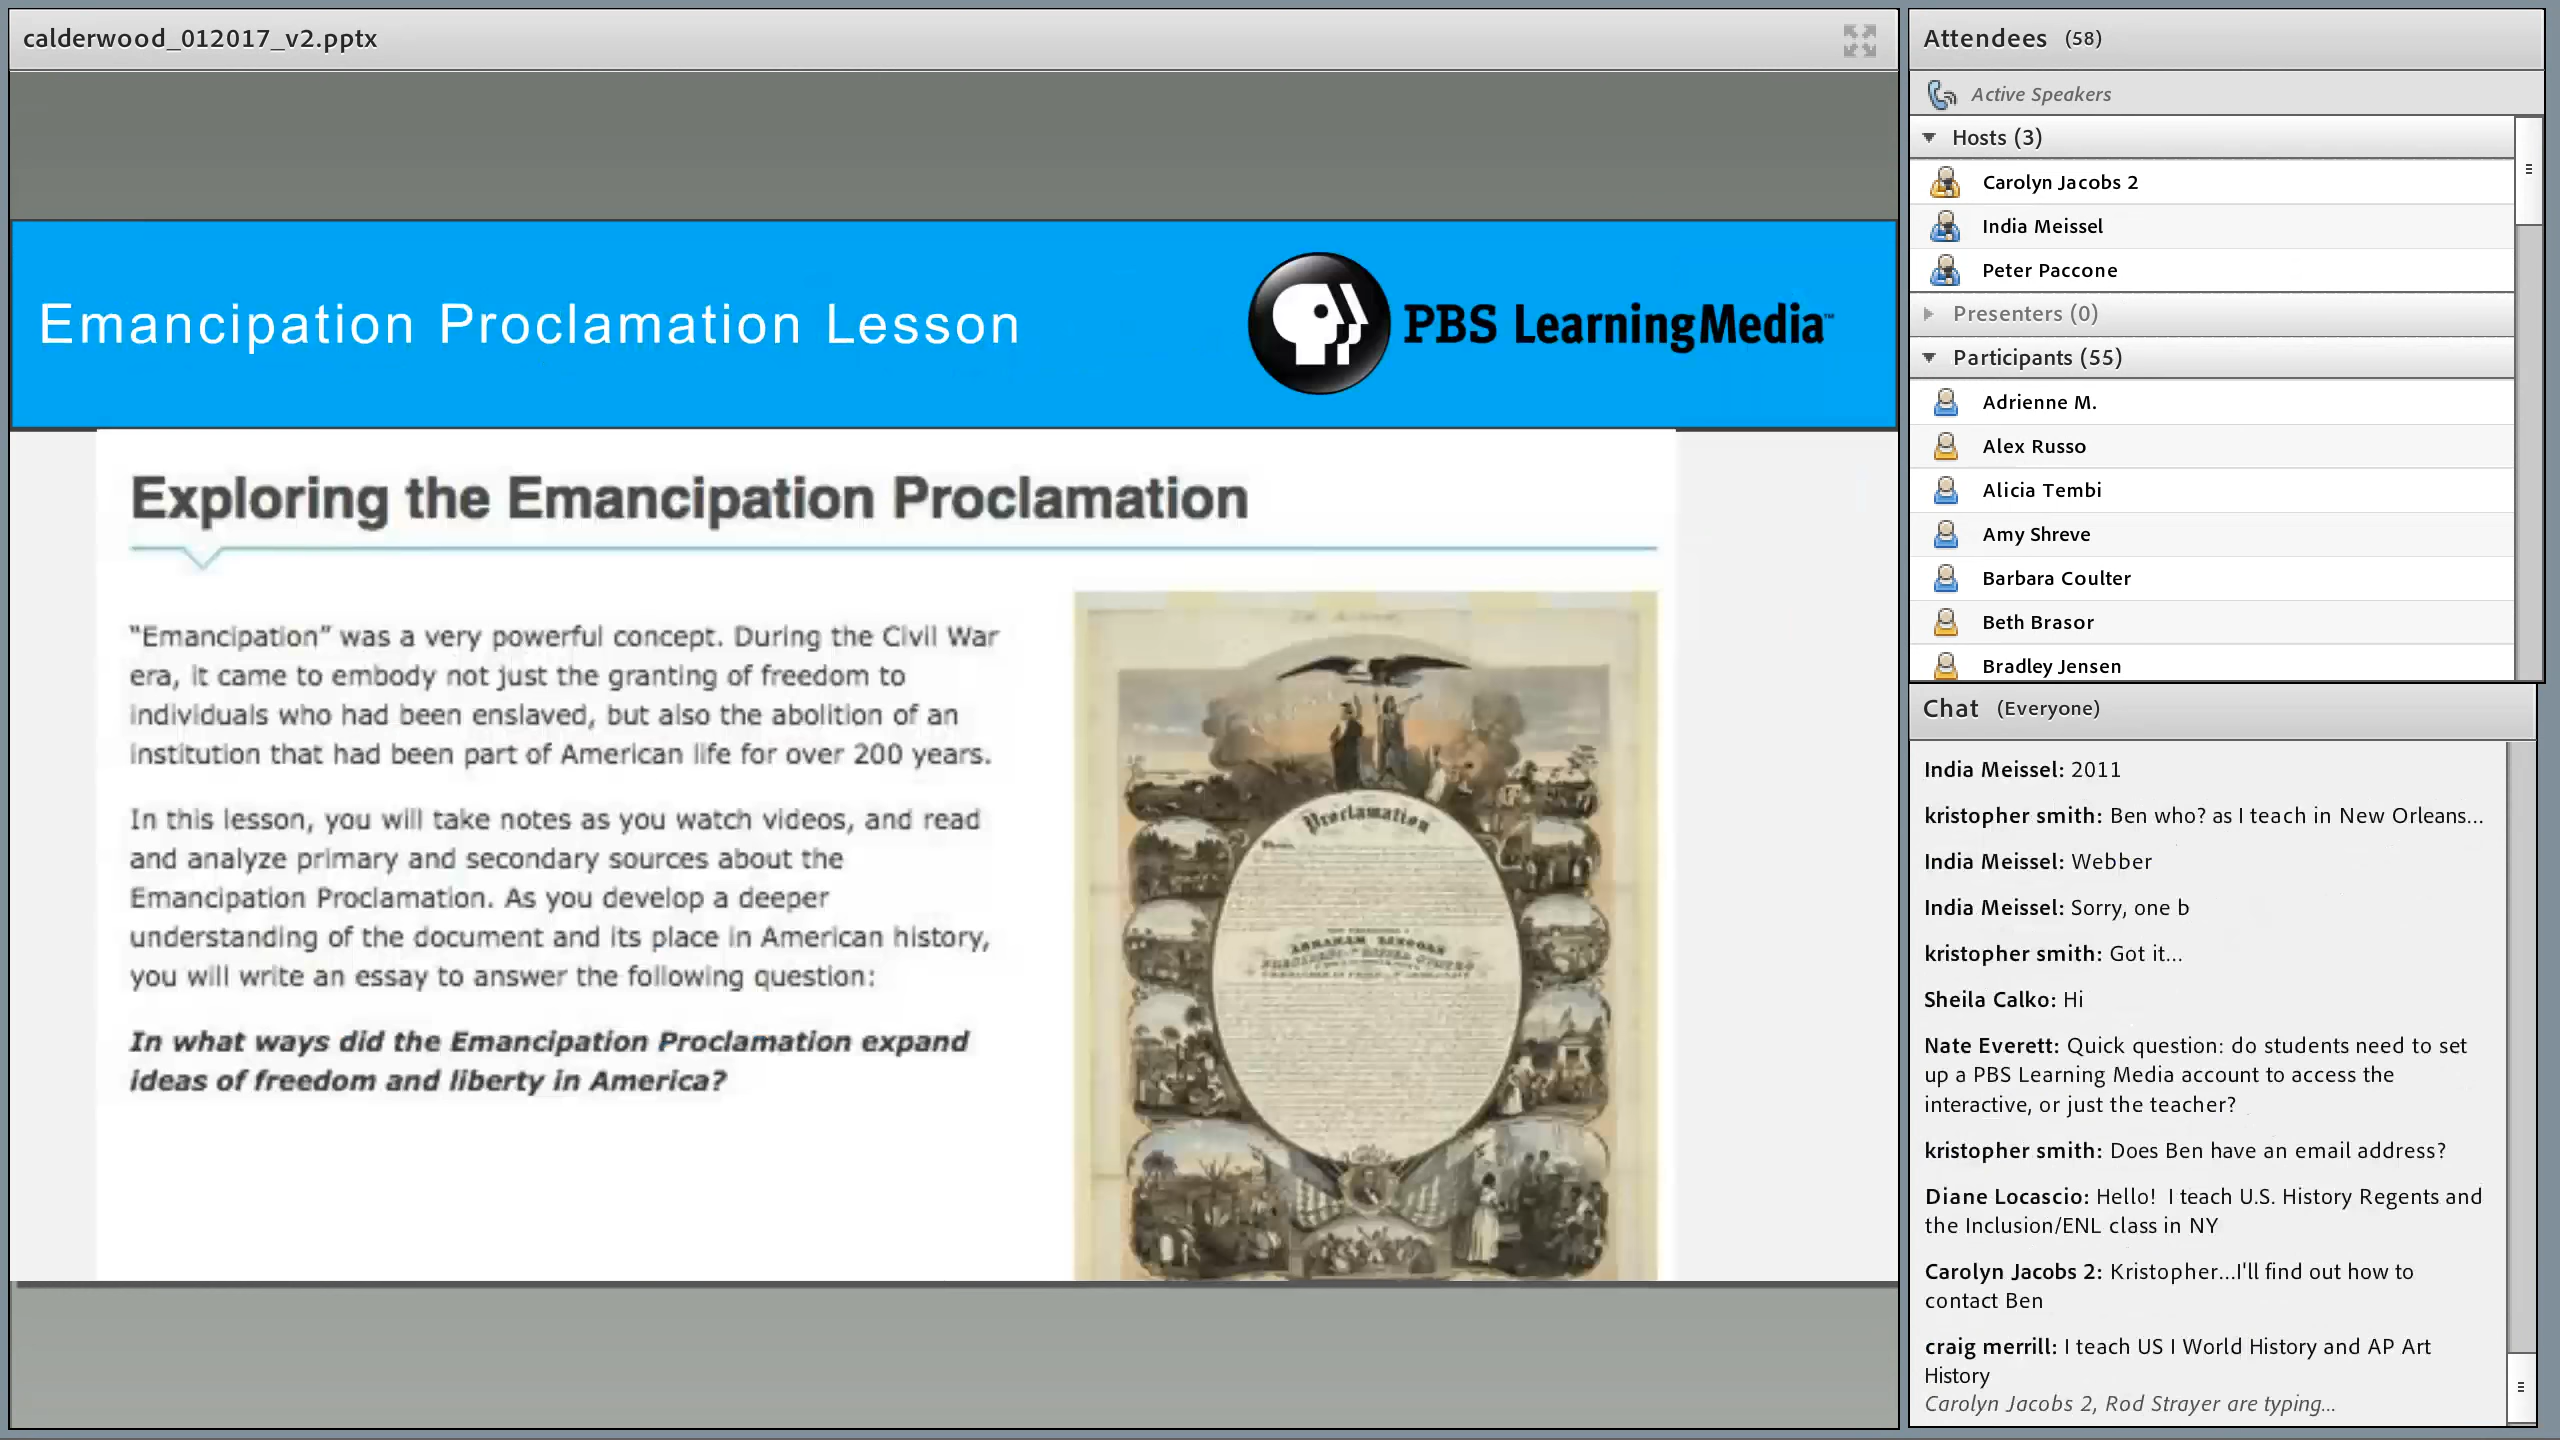 calderwood_012017_v2.pptx
Emancipation Proclamation Lesson
PBS LearningMedia™
Exploring the Emancipation Proclamation
“Emancipation” was a very powerful concept. During the Civil War
era, it came to embody not just the granting of freedom to
individuals who had been enslaved, but also the abolition of an
institution that had been part of American life for over 200 years.
In this lesson, you will take notes as you watch videos, and read
and analyze primary and secondary sources about the
Emancipation Proclamation. As you develop a deeper
understanding of the document and its place in American history,
you will write an essay to answer the following question:
In what ways did the Emancipation Proclamation expand
ideas of freedom and liberty in America?
Proclamation
ABRAHAM LINCOLN
Attendees (58)
Active Speakers
Hosts (3)
Carolyn Jacobs 2
India Meissel
Peter Paccone
Presenters (0)
Participants (55)
Adrienne M.
Alex Russo
Alicia Tembi
Amy Shreve
Barbara Coulter
Beth Brasor
Bradley Jensen
Chat (Everyone)
India Meissel: 2011
kristopher smith: Ben who? as I teach in New Orleans...
India Meissel: Webber
India Meissel: Sorry, one b
kristopher smith: Got it...
Sheila Calko: Hi
Nate Everett: Quick question: do students need to set
up a PBS Learning Media account to access the
interactive, or just the teacher?
kristopher smith: Does Ben have an email address?
Diane Locascio: Hello!  I teach U.S. History Regents and
the Inclusion/ENL class in NY
Carolyn Jacobs 2: Kristopher...I'll find out how to
contact Ben
craig merrill: I teach US I World History and AP Art
History
Carolyn Jacobs 2, Rod Strayer are typing...